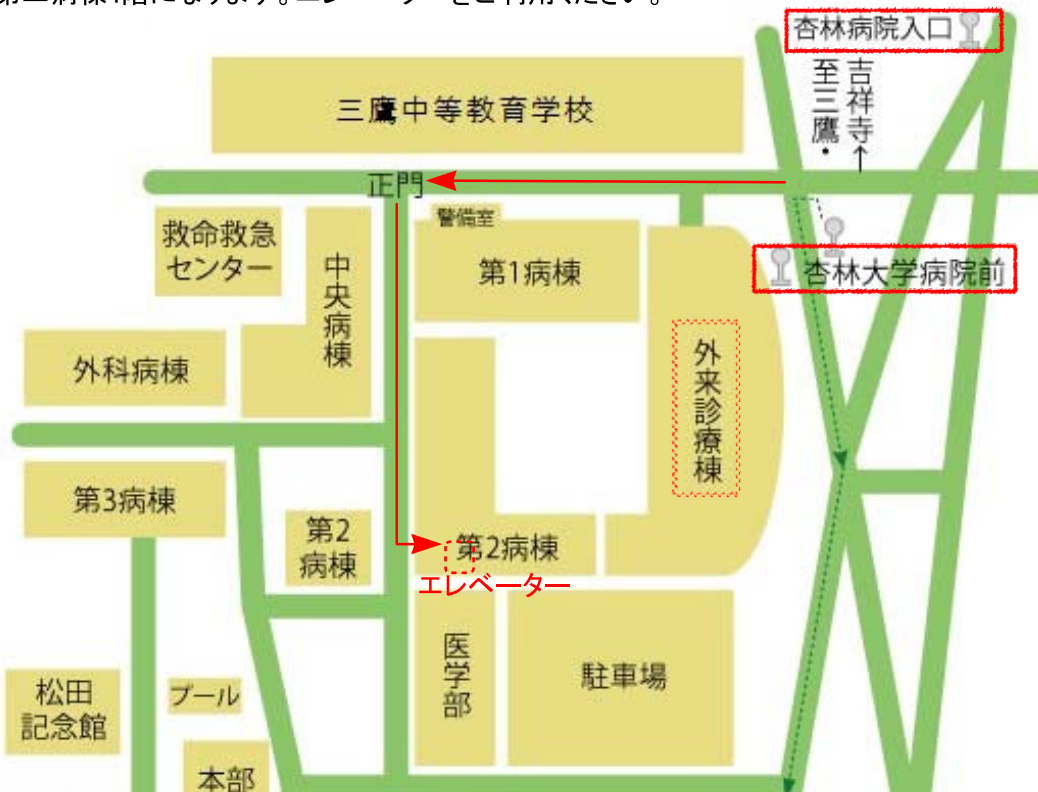 杏林病院入口
吉祥寺↑
至三鷹・
三鷹中等教育学校
正門
警備室
救命救急
センター
中央病棟
第1病棟
杏林大学病院前
外科病棟
外来診療棟
第3病棟
第2
病棟
第2病棟
エレベーター
医学部
駐車場
松田
記念館
プール
本部